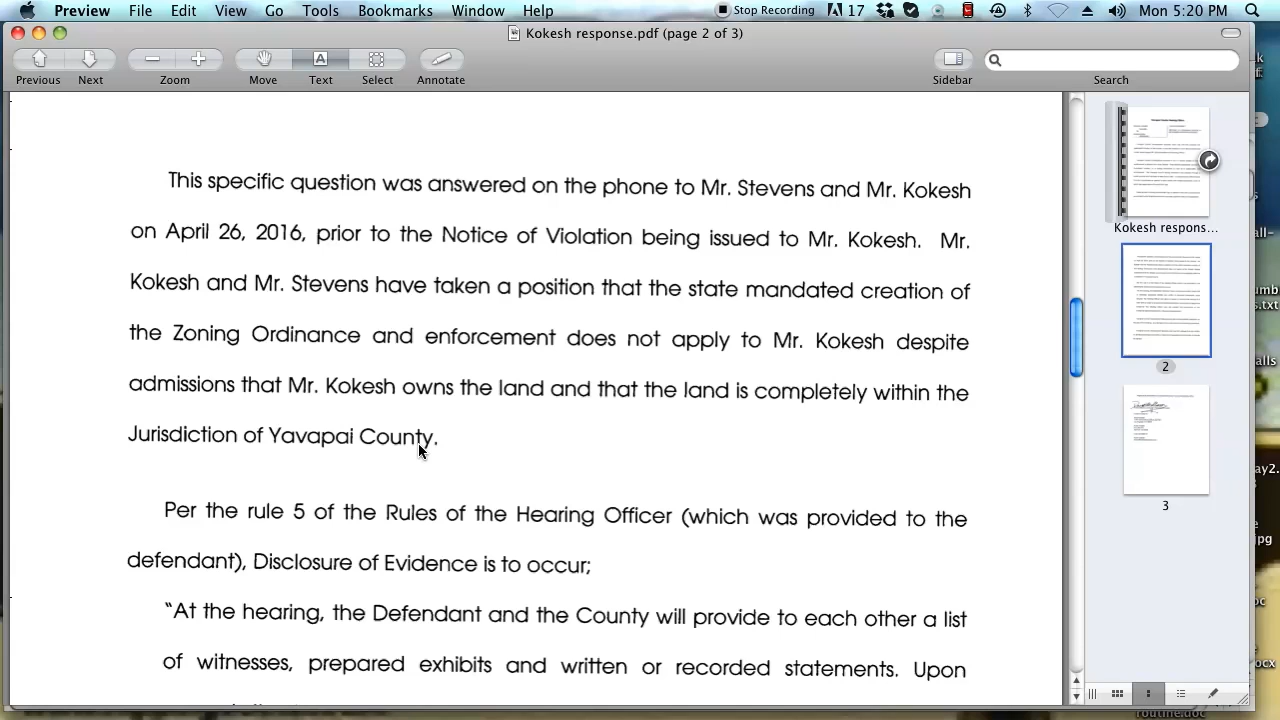 Preview File Edit View Go Tools Bookmarks Window Help Stop Recording 17 Mon 5:20 PM
Kokesh response.pdf (page 2 of 3)
Previous Next Zoom Move Text Select Annotate Sidebar Search
This specific question was answered on the phone to Mr. Stevens and Mr. Kokesh
on April 26, 2016, prior to the Notice of Violation being issued to Mr. Kokesh. Mr.
Kokesh and Mr. Stevens have taken a position that the state mandated creation of
the Zoning Ordinance and enforcement does not apply to Mr. Kokesh despite
admissions that Mr. Kokesh owns the land and that the land is completely within the
Jurisdiction of Yavapai County.
Per the rule 5 of the Rules of the Hearing Officer (which was provided to the
defendant), Disclosure of Evidence is to occur;
“At the hearing, the Defendant and the County will provide to each other a list
of witnesses, prepared exhibits and written or recorded statements. Upon
Kokesh respons...
2
3
routine.doc